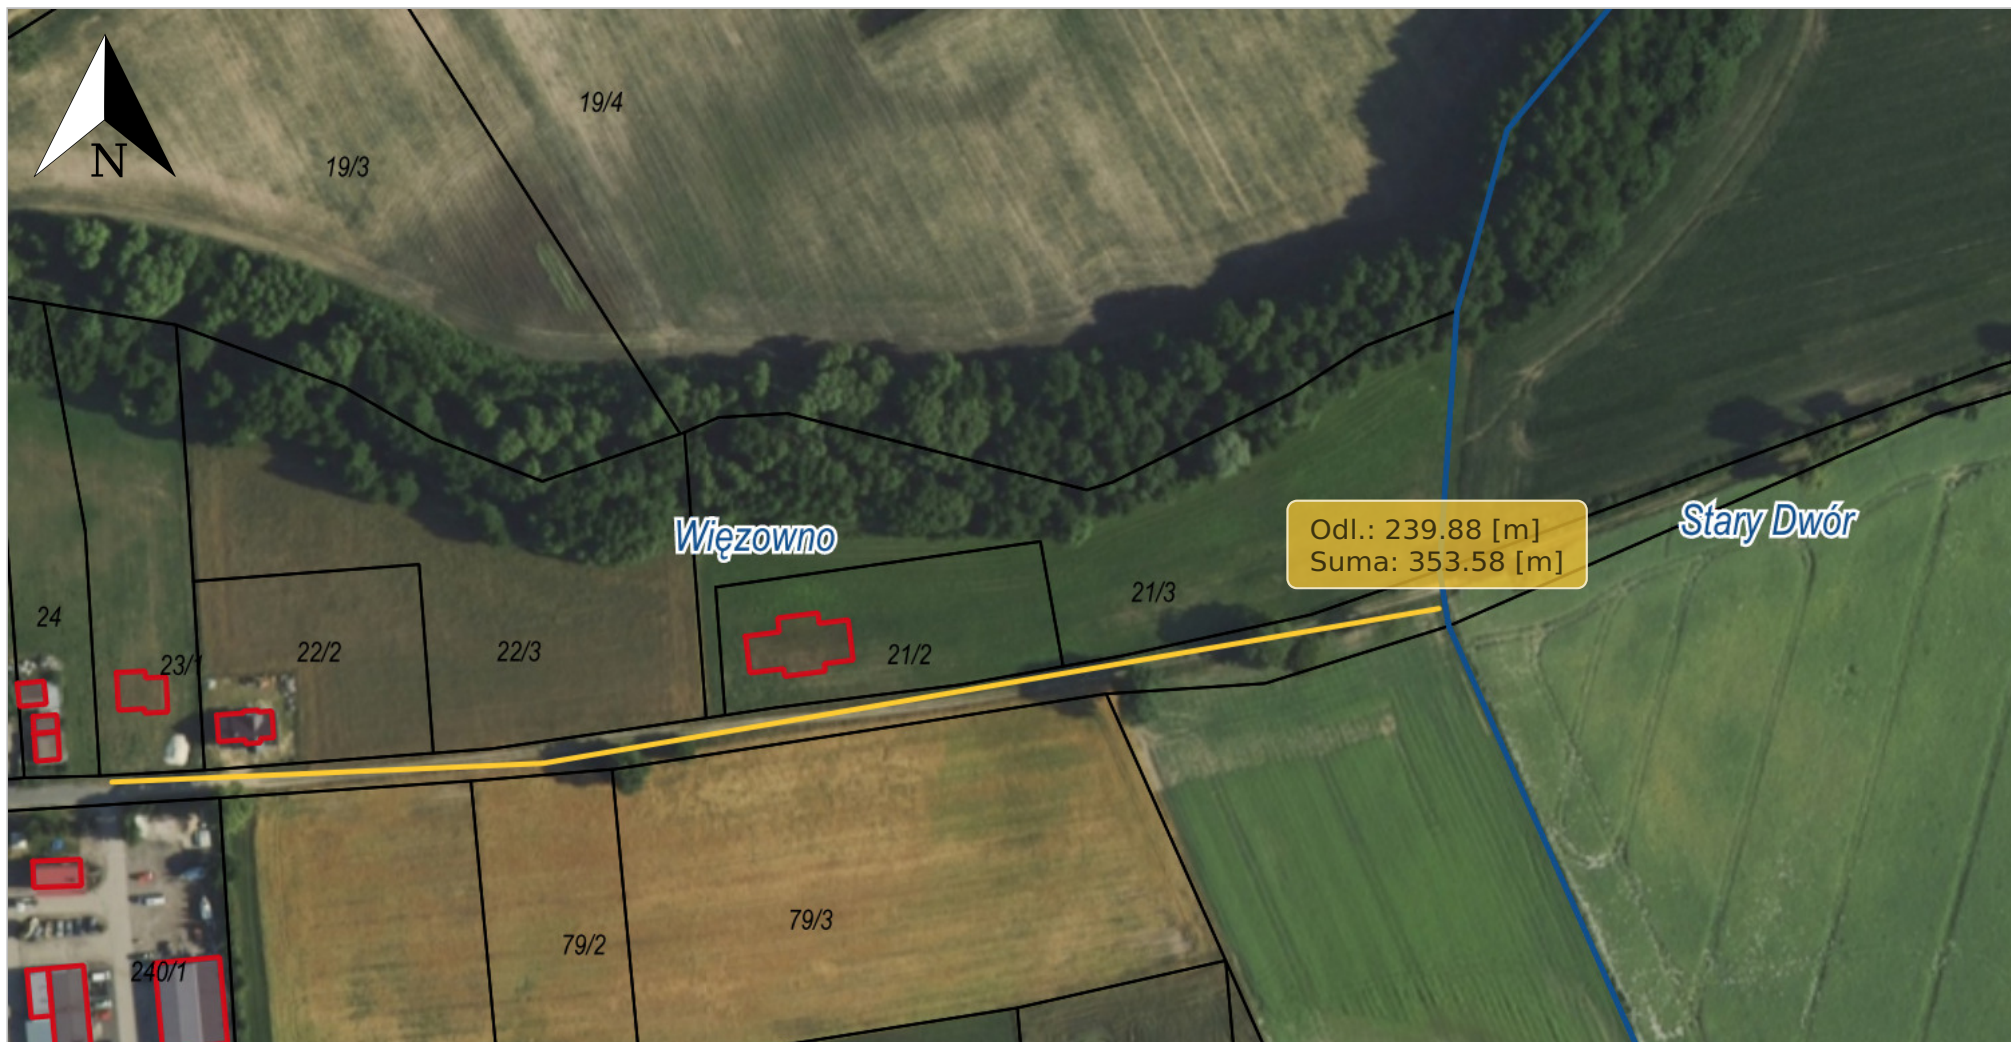 19/4
N
19/3
Więzowno
Stary Dwór
Odl.: 239.88 [m]
Suma: 353.58 [m]
21/3
24
23/1
22/2
22/3
21/2
79/3
79/2
240/1